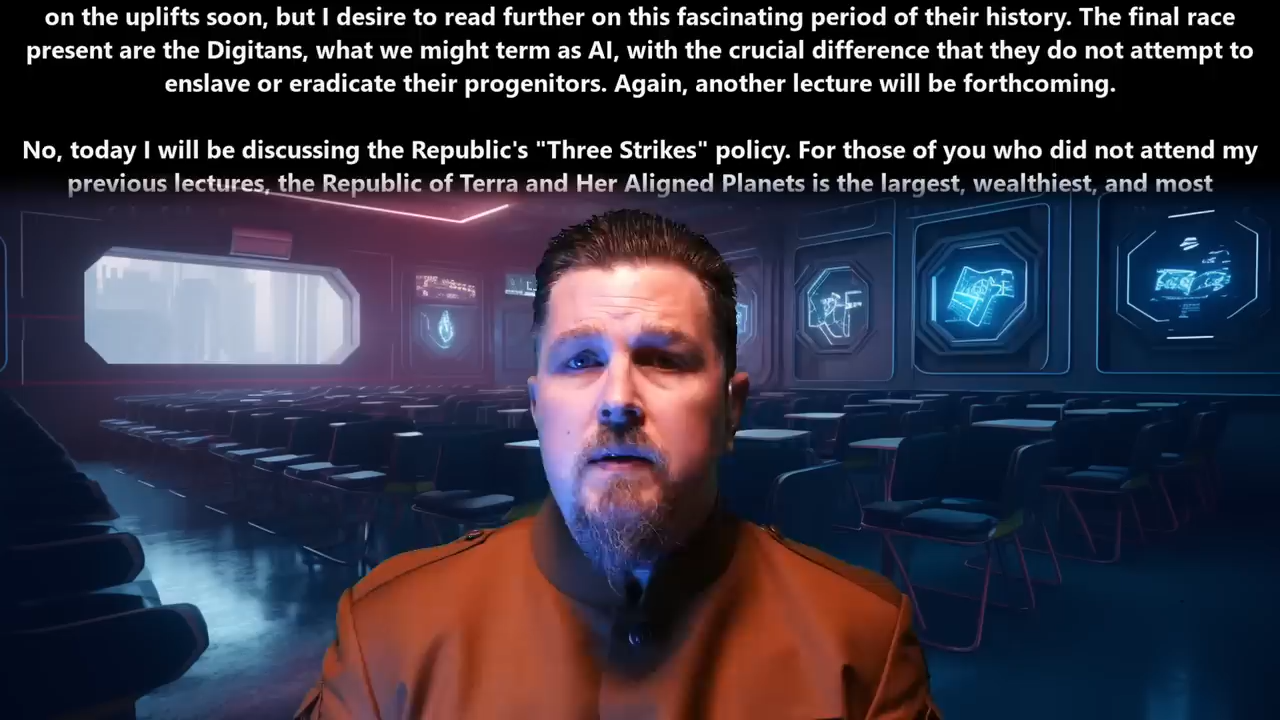 on the uplifts soon, but I desire to read further on this fascinating period of their history. The final race
present are the Digitans, what we might term as AI, with the crucial difference that they do not attempt to
enslave or eradicate their progenitors. Again, another lecture will be forthcoming.
No, today I will be discussing the Republic's "Three Strikes" policy. For those of you who did not attend my
previous lectures, the Republic of Terra and Her Aligned Planets is the largest, wealthiest, and most